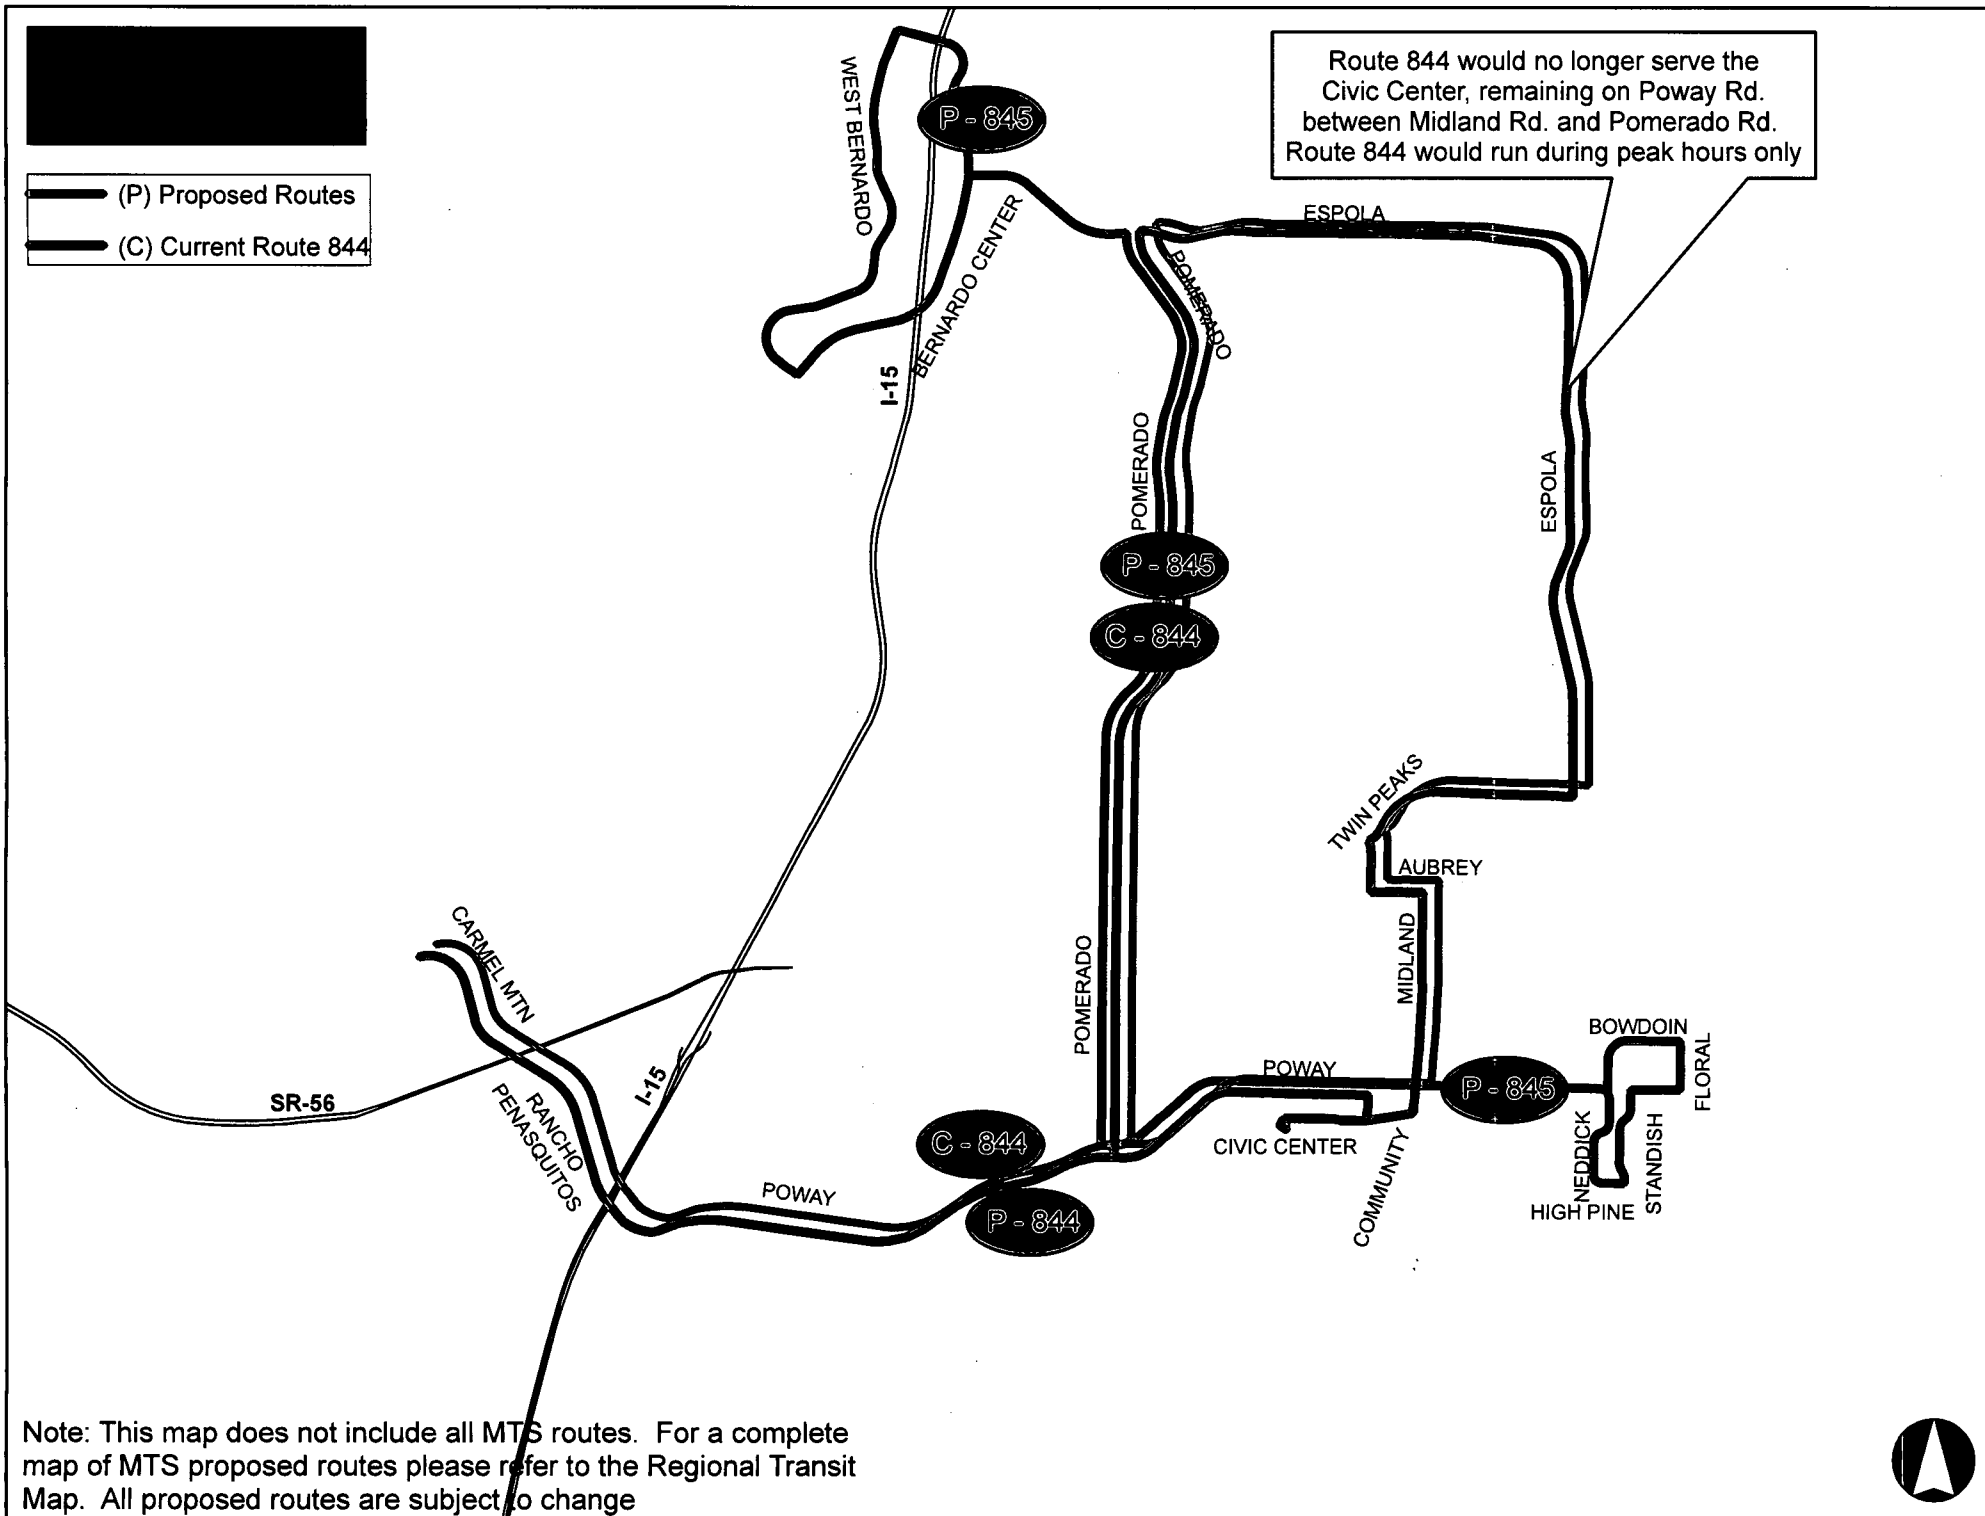 Route 844 would no longer serve the
Civic Center, remaining on Poway Rd.
between Midland Rd. and Pomerado Rd.
Route 844 would run during peak hours only
(P) Proposed Routes
(C) Current Route 844
WEST BERNARDO
P - 845
BERNARDO CENTER
I-15
ESPOLA
POMERADO
POMERADO
ESPOLA
P - 845
C - 844
TWIN PEAKS
AUBREY
MIDLAND
POMERADO
CARMEL MTN
SR-56
I-15
RANCHO
PENASQUITOS
POWAY
C - 844
P - 844
POWAY
CIVIC CENTER
COMMUNITY
P - 845
BOWDOIN
FLORAL
NEDDICK
STANDISH
HIGH PINE
Note: This map does not include all MTS routes. For a complete
map of MTS proposed routes please refer to the Regional Transit
Map. All proposed routes are subject to change